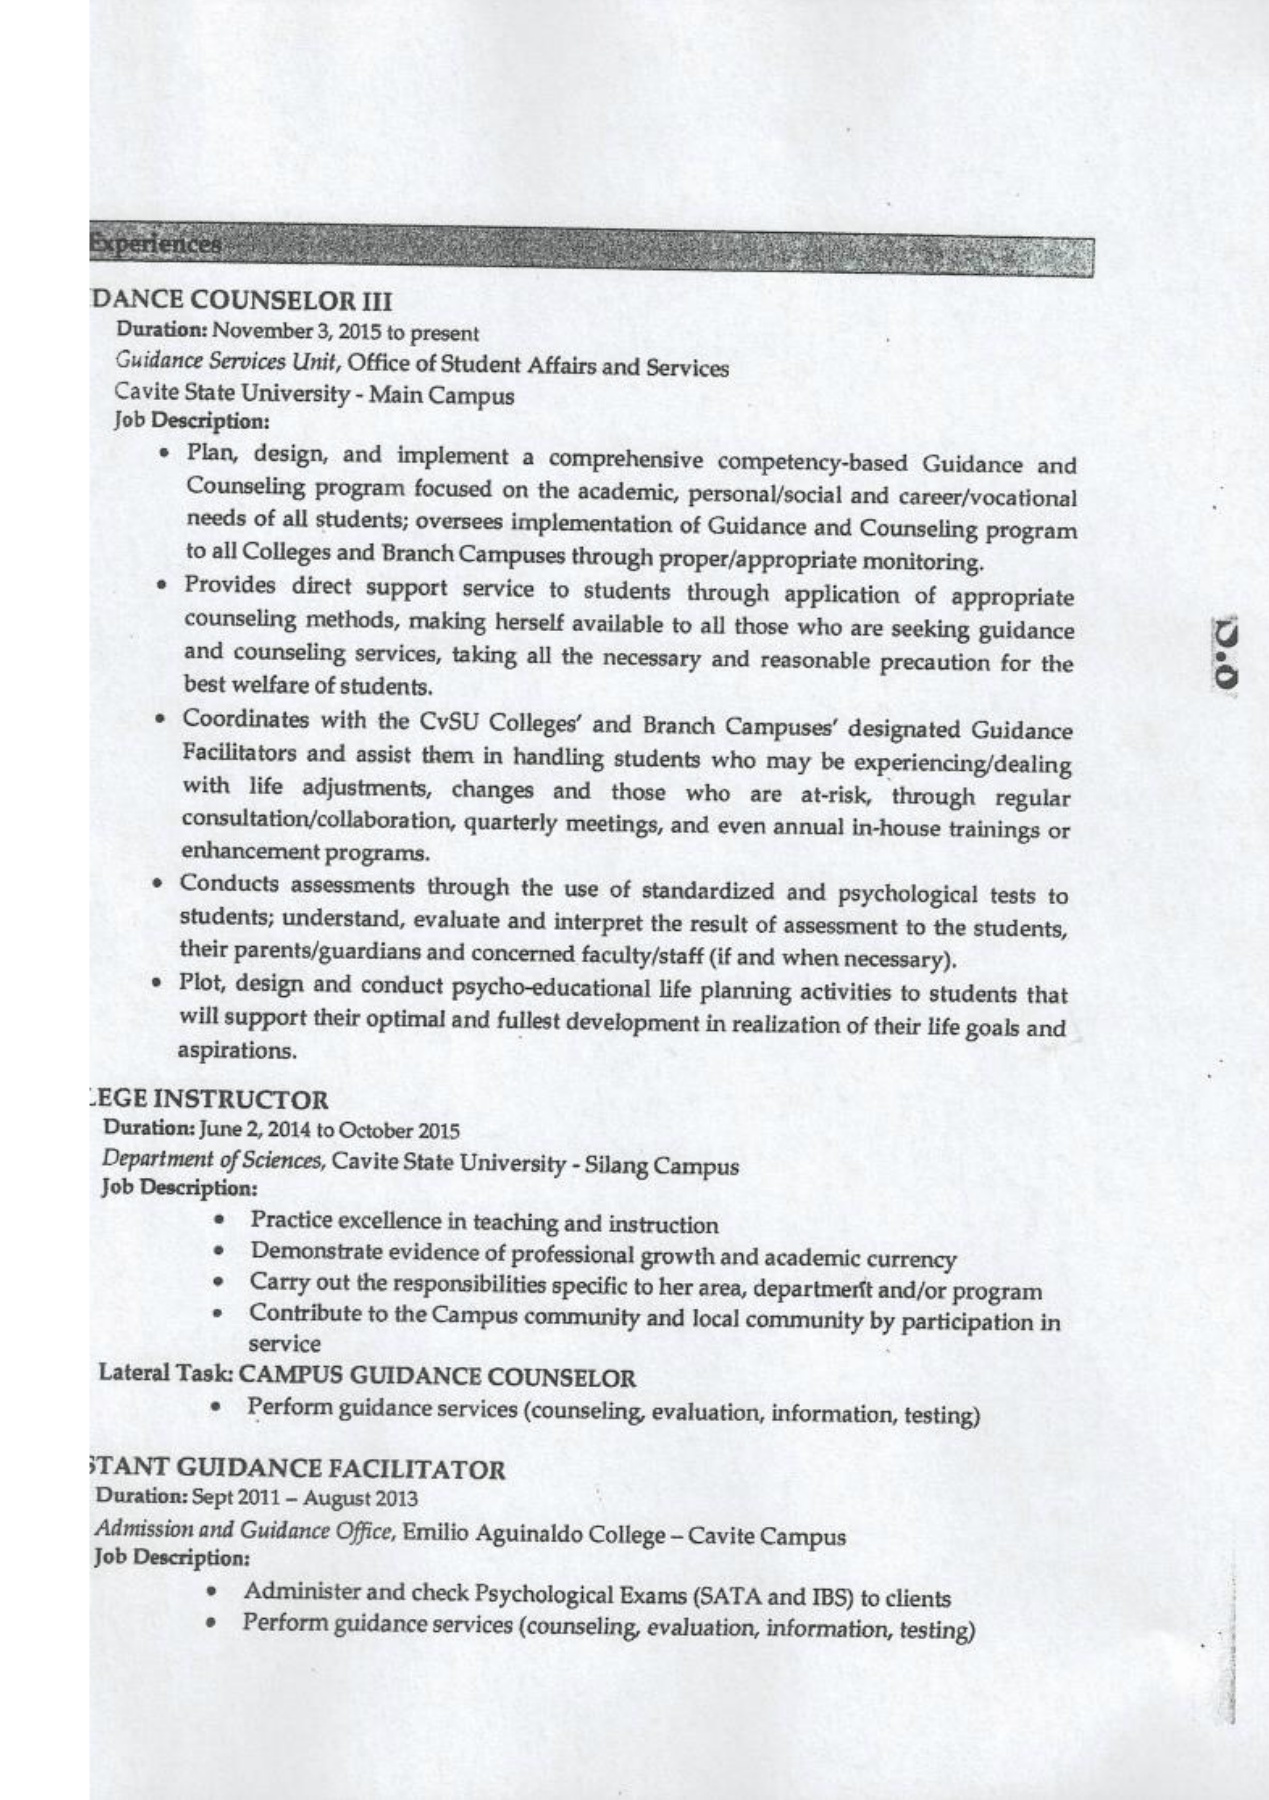 Experiences
DANCE COUNSELOR III
Duration: November 3, 2015 to present
Guidance Services Unit, Office of Student Affairs and Services
Cavite State University - Main Campus
Job Description:
• Plan, design, and implement a comprehensive competency-based Guidance and
Counseling program focused on the academic, personal/social and career/vocational
needs of all students; oversees implementation of Guidance and Counseling program
to all Colleges and Branch Campuses through proper/appropriate monitoring.
• Provides direct support service to students through application of appropriate
counseling methods, making herself available to all those who are seeking guidance
and counseling services, taking all the necessary and reasonable precaution for the
best welfare of students.
• Coordinates with the CvSU Colleges' and Branch Campuses' designated Guidance
Facilitators and assist them in handling students who may be experiencing/dealing
with life adjustments, changes and those who are at-risk, through regular
consultation/collaboration, quarterly meetings, and even annual in-house trainings or
enhancement programs.
• Conducts assessments through the use of standardized and psychological tests to
students; understand, evaluate and interpret the result of assessment to the students,
their parents/guardians and concerned faculty/staff (if and when necessary).
• Plot, design and conduct psycho-educational life planning activities to students that
will support their optimal and fullest development in realization of their life goals and
aspirations.
LEGE INSTRUCTOR
Duration: June 2, 2014 to October 2015
Department of Sciences, Cavite State University - Silang Campus
Job Description:
• Practice excellence in teaching and instruction
• Demonstrate evidence of professional growth and academic currency
• Carry out the responsibilities specific to her area, department and/or program
• Contribute to the Campus community and local community by participation in
service
Lateral Task: CAMPUS GUIDANCE COUNSELOR
• Perform guidance services (counseling, evaluation, information, testing)
STANT GUIDANCE FACILITATOR
Duration: Sept 2011 – August 2013
Admission and Guidance Office, Emilio Aguinaldo College – Cavite Campus
Job Description:
• Administer and check Psychological Exams (SATA and IBS) to clients
• Perform guidance services (counseling, evaluation, information, testing)